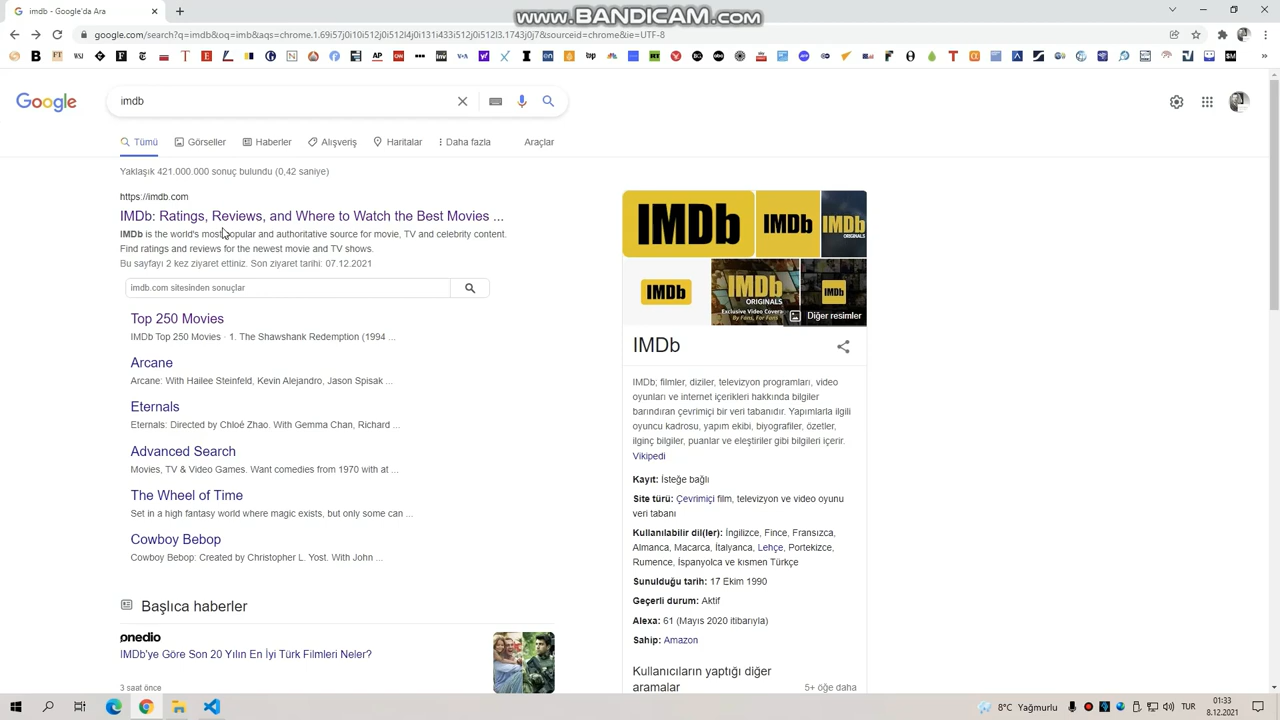 imdb - Google'da Ara
www.BANDICAM.com
google.com/search?q=imdb&oq=imdb&aqs=chrome.1.69i57j0i10i512j0i512l4j0i131i433i512j0i512l3.1743j0j7&sourceid=chrome&ie=UTF-8
Google
imdb
Tümü
Görseller
Haberler
Alışveriş
Haritalar
Daha fazla
Araçlar
Yaklaşık 421.000.000 sonuç bulundu (0,42 saniye)
https://imdb.com
IMDb: Ratings, Reviews, and Where to Watch the Best Movies ...
IMDb is the world's most popular and authoritative source for movie, TV and celebrity content.
Find ratings and reviews for the newest movie and TV shows.
Bu sayfayı 2 kez ziyaret ettiniz. Son ziyaret tarihi: 07.12.2021
imdb.com sitesinden sonuçlar
Top 250 Movies
IMDb Top 250 Movies · 1. The Shawshank Redemption (1994 ...
Arcane
Arcane: With Hailee Steinfeld, Kevin Alejandro, Jason Spisak ...
Eternals
Eternals: Directed by Chloé Zhao. With Gemma Chan, Richard ...
Advanced Search
Movies, TV & Video Games. Want comedies from 1970 with at ...
The Wheel of Time
Set in a high fantasy world where magic exists, but only some can ...
Cowboy Bebop
Cowboy Bebop: Created by Christopher L. Yost. With John ...
Başlıca haberler
onedio
IMDb'ye Göre Son 20 Yılın En İyi Türk Filmleri Neler?
3 saat önce
IMDb
IMDb
IMDb
ORIGINALS
IMDb
IMDb
ORIGINALS
Exclusive Video Covera
By Fans, For Fans
IMDb
Diğer resimler
IMDb
IMDb; filmler, diziler, televizyon programları, video
oyunları ve internet içerikleri hakkında bilgiler
barındıran çevrimiçi bir veri tabanıdır. Yapımlarla ilgili
oyuncu kadrosu, yapım ekibi, biyografiler, özetler,
ilginç bilgiler, puanlar ve eleştiriler gibi bilgileri içerir.
Vikipedi
Kayıt: İsteğe bağlı
Site türü: Çevrimiçi film, televizyon ve video oyunu
veri tabanı
Kullanılabilir dil(ler): İngilizce, Fince, Fransızca,
Almanca, Macarca, İtalyanca, Lehçe, Portekizce,
Rumence, İspanyolca ve kısmen Türkçe
Sunulduğu tarih: 17 Ekim 1990
Geçerli durum: Aktif
Alexa: 61 (Mayıs 2020 itibarıyla)
Sahip: Amazon
Kullanıcıların yaptığı diğer
aramalar
5+ öğe daha
8°C Yağmurlu
TUR
01:33
8.12.2021